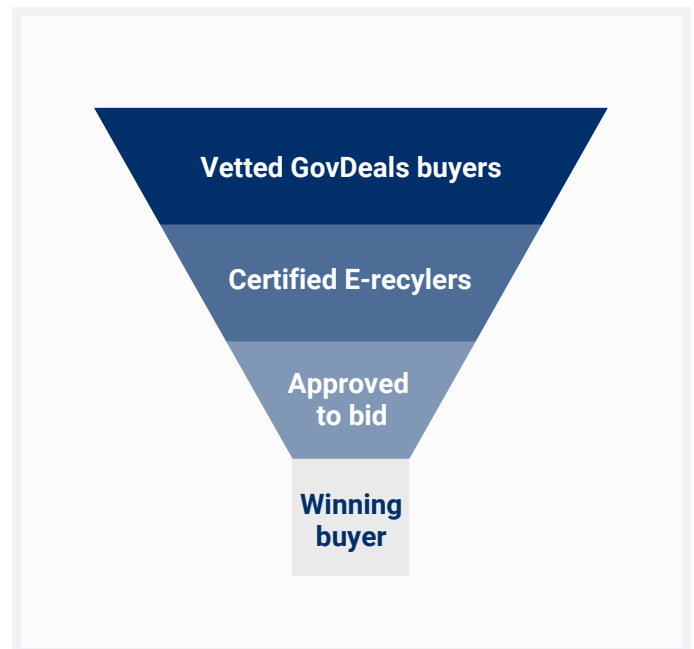 Vetted GovDeals buyers
Certified E-recylers
Approved
to bid
Winning
buyer